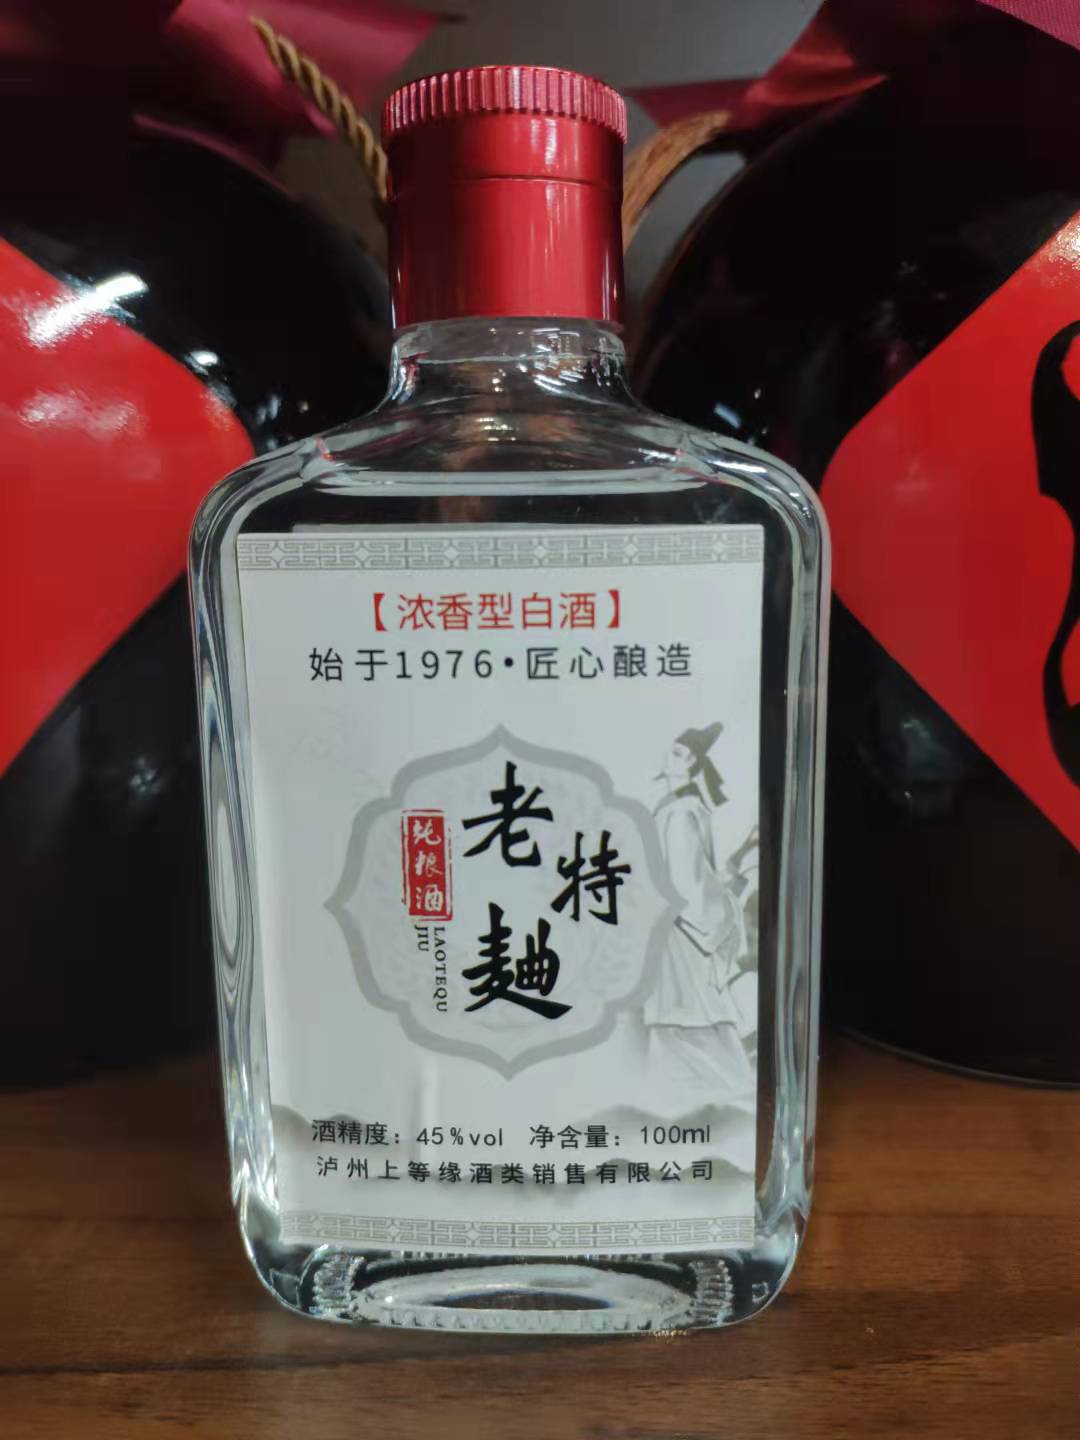 【浓香型白酒】
始于1976·匠心酿造
老特麯
纯粮酒
LAOTEQU
JIU
酒精度：45%vol 净含量：100ml
泸州上等缘酒类销售有限公司